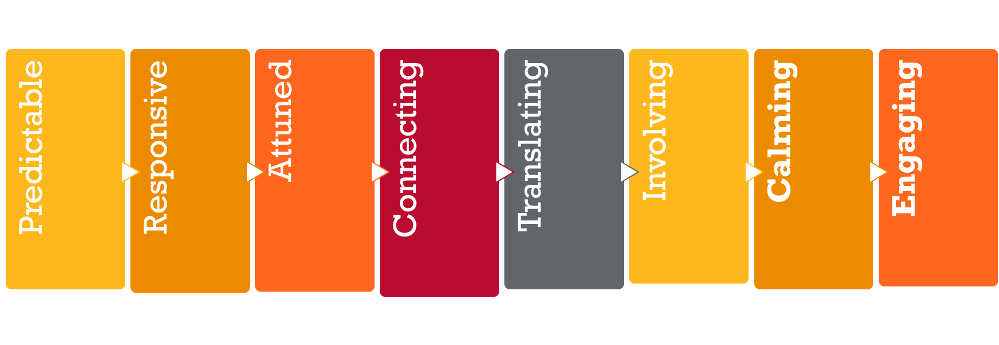 Predictable
Responsive
Attuned
Connecting
Translating
Involving
Calming
Engaging